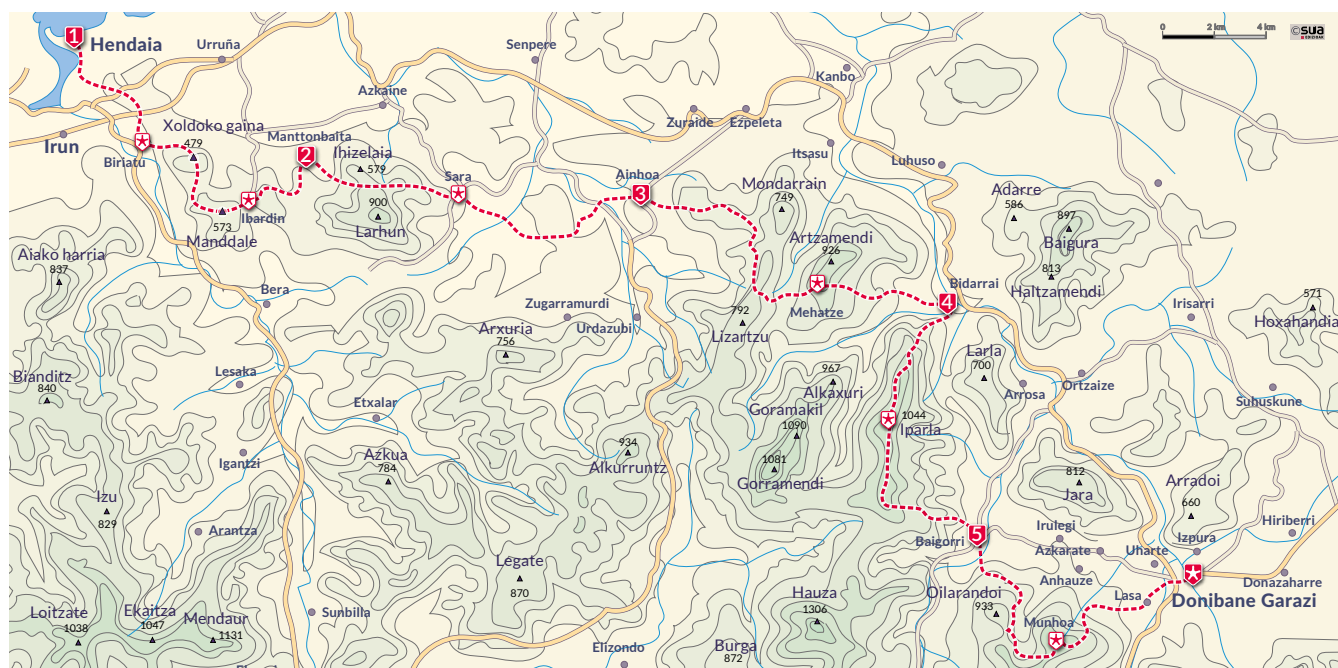 1
Hendaia
Urruña
Senpere
0
2 km
4 km
©sua
Kanbo
Azkaine
Xoldoko gaina
479
Irun
Biriatu
Manttonbaita
2
Ihizelaia
579
Sara
Ainhoa
3
Zuraide
Ezpeleta
Itsasu
Luhuso
Mondarrain
749
Adarre
586
897
Baigura
813
Haltzamendi
Ibardin
573
Manddale
900
Larhun
Artzamendi
926
Mehatze
Bidarrai
4
Aiako harria
837
Bera
Zugarramurdi
Urdazubi
792
Lizartzu
Irisarri
571
Hoxahandia
Arxuria
756
Bianditz
840
Lesaka
Etxalar
967
Alkaxuri
Goramakil
1090
1081
Gorramendi
1044
Iparla
Larla
700
Arrosa
Ortzaize
Suhuskune
Igantzi
Azkua
784
934
Alkurruntz
812
Jara
Arradoi
660
Izu
829
Arantza
Baigorri
5
Irulegi
Azkarate
Anhauze
Uharte
Izpura
Hiriberri
Legate
870
Hauza
1306
Oilarandoi
933
Munhoa
Lasa
Donazaharre
Donibane Garazi
Loitzate
1038
Ekaitza
1047
Mendaur
1131
Sunbilla
Elizondo
Burga
872